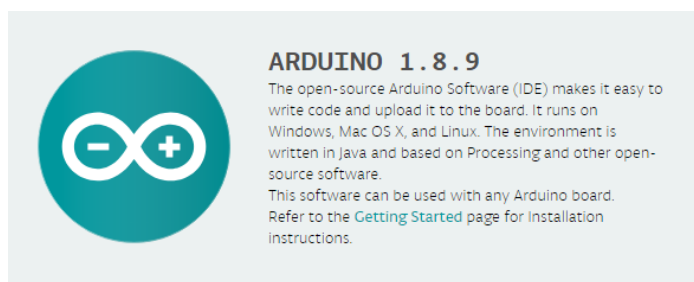 ARDUINO 1.8.9
The open-source Arduino Software (IDE) makes it easy to
write code and upload it to the board. It runs on
Windows, Mac OS X, and Linux. The environment is
written in Java and based on Processing and other open-
source software.
This software can be used with any Arduino board.
Refer to the Getting Started page for Installation
instructions.